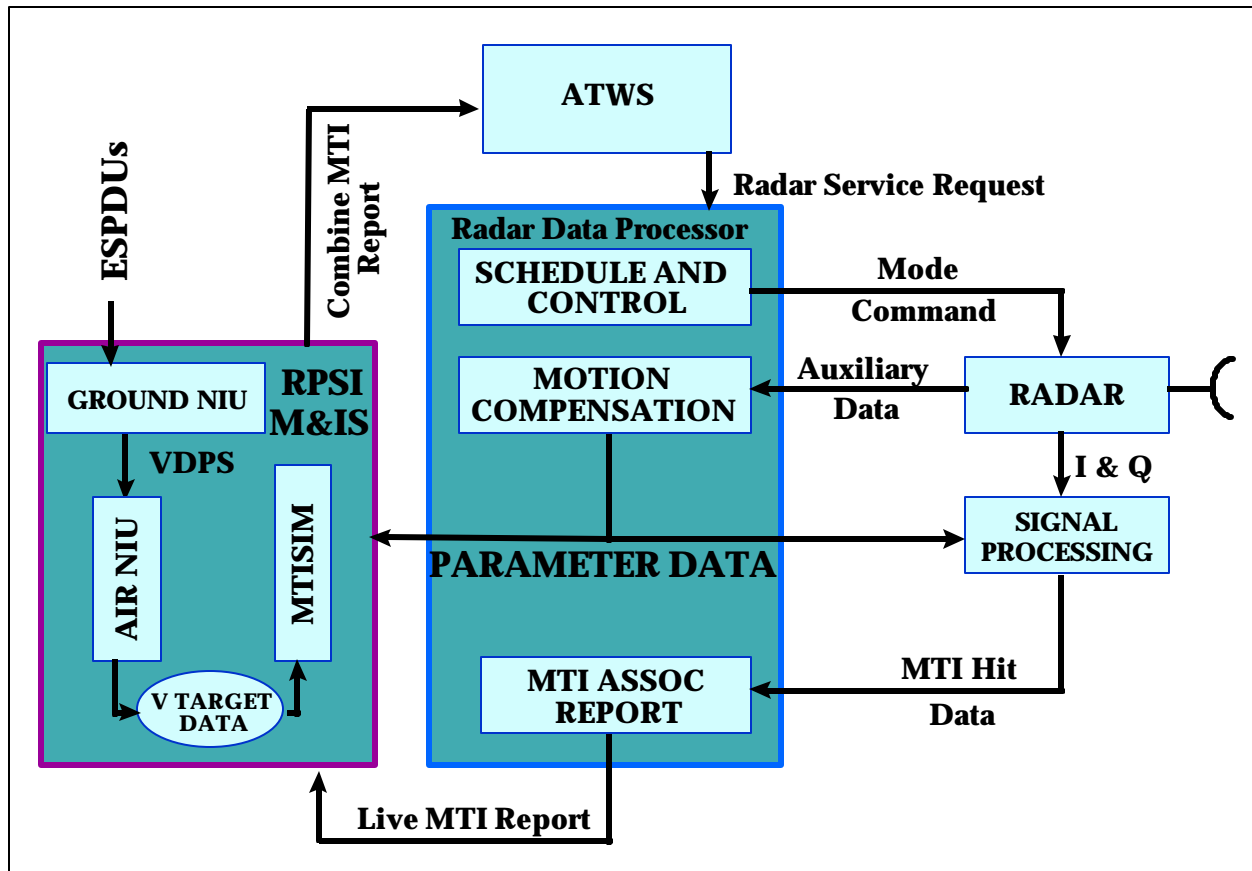 ATWS
Combine MTI
Report
ESPDUs
Radar Service Request
Radar Data Processor
SCHEDULE AND
CONTROL
Mode
Command
MOTION
COMPENSATION
Auxiliary
Data
RADAR
RPSI
M&IS
GROUND NIU
VDPS
I & Q
AIR NIU
MTISIM
SIGNAL
PROCESSING
PARAMETER DATA
V TARGET
DATA
MTI ASSOC
REPORT
MTI Hit
Data
Live MTI Report